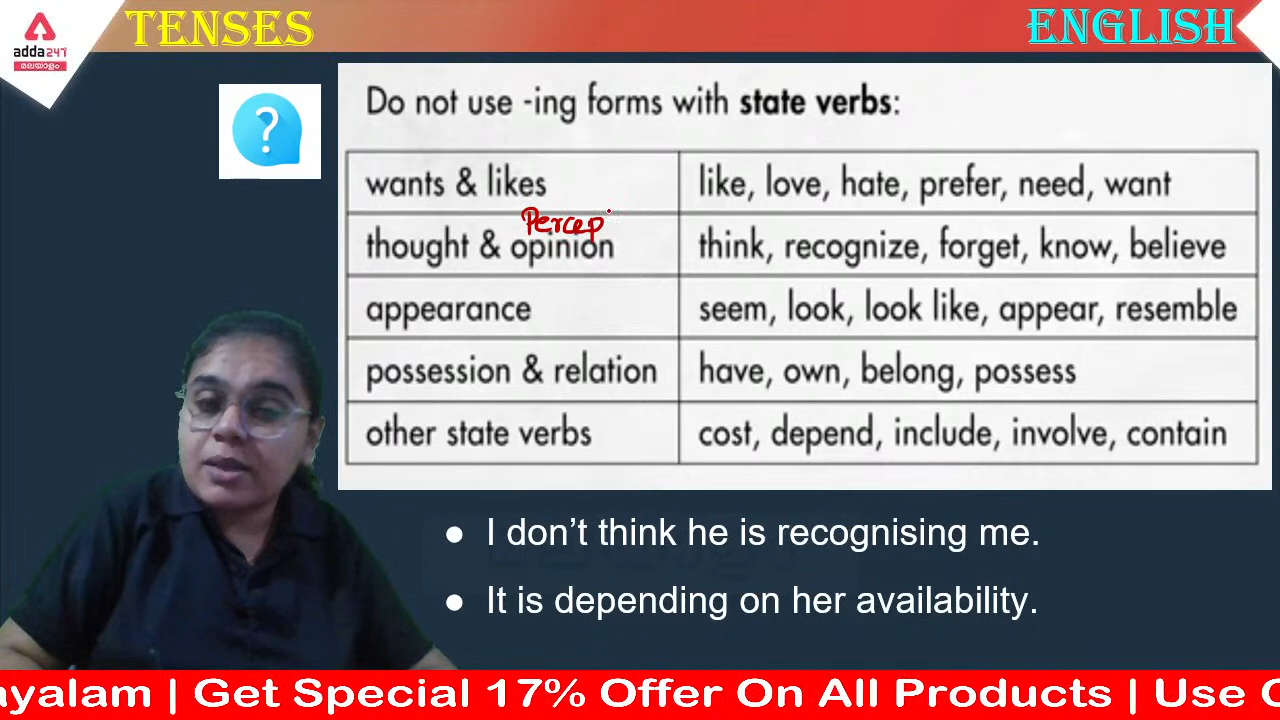 TENSES
ENGLISH
adda247
മലയാളം
?
Do not use -ing forms with state verbs:
wants & likes like, love, hate, prefer, need, want
Percep
thought & opinion think, recognize, forget, know, believe
appearance seem, look, look like, appear, resemble
possession & relation have, own, belong, possess
other state verbs cost, depend, include, involve, contain
● I don’t think he is recognising me.
● It is depending on her availability.
ayalam | Get Special 17% Offer On All Products | Use C